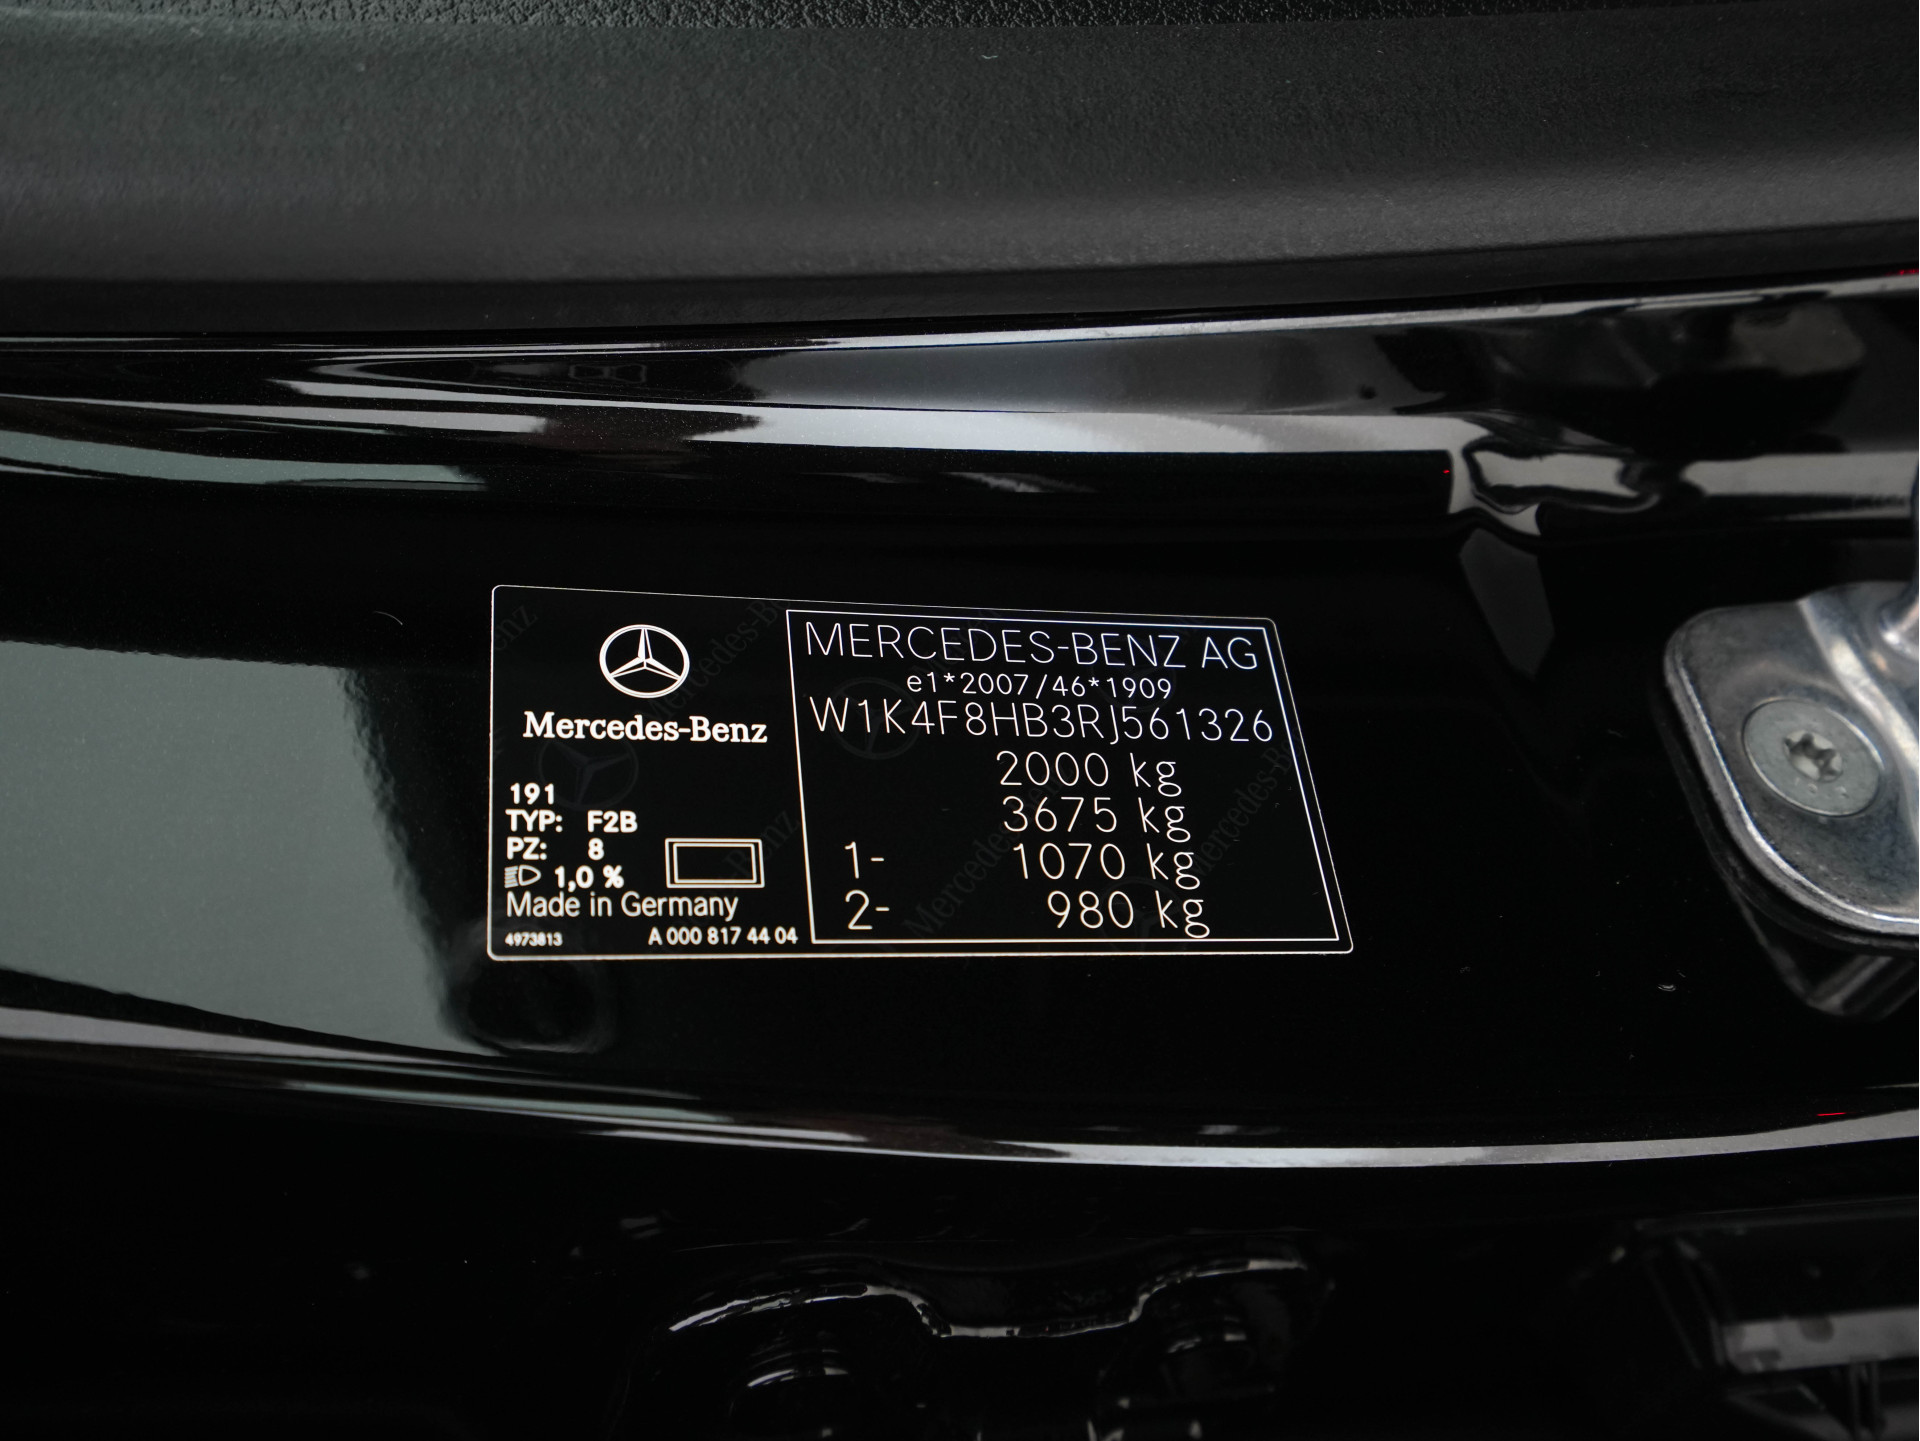 Mercedes-Benz
191
TYP: F2B
PZ: 8
1,0 %
Made in Germany
4973813 A 000 817 44 04
MERCEDES-BENZ AG
e1*2007/46*1909
W1K4F8HB3RJ561326
2000 kg
3675 kg
1- 1070 kg
2- 980 kg